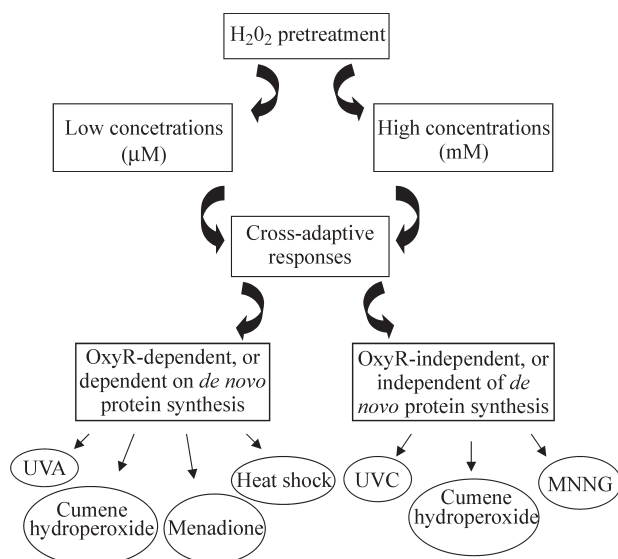 H₂0₂ pretreatment
Low concetrations
(μM)
High concentrations
(mM)
Cross-adaptive
responses
OxyR-dependent, or
dependent on de novo
protein synthesis
OxyR-independent, or
independent of de
novo protein synthesis
UVA
Cumene
hydroperoxide
Menadione
Heat shock
UVC
Cumene
hydroperoxide
MNNG